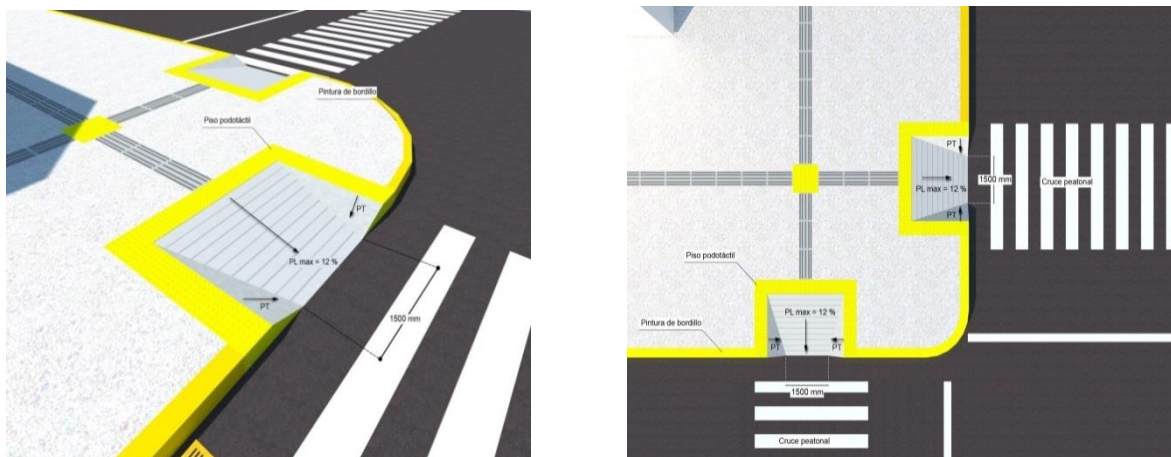 Pintura de bordillo
Piso podotáctil
PT
PL max = 12 %
PT
1500 mm
PT
1500 mm
Cruce peatonal
PL max = 12 %
PT
Piso podotáctil
PL max = 12 %
Pintura de bordillo
PT
PT
1500 mm
Cruce peatonal